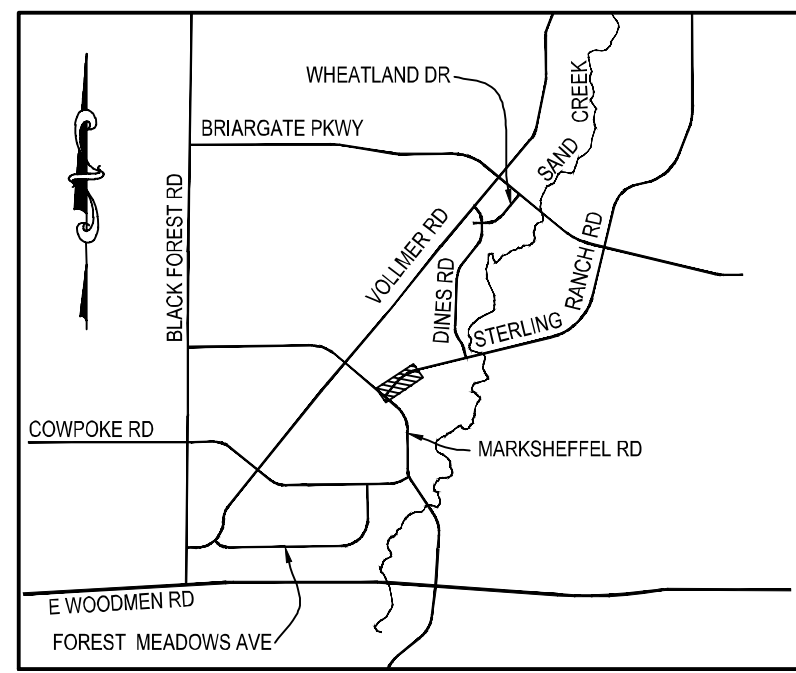 WHEATLAND DR
SAND CREEK
BRIARGATE PKWY
BLACK FOREST RD
VOLLMER RD
DINES RD
STERLING RANCH RD
COWPOKE RD
MARKSHEFFEL RD
E WOODMEN RD
FOREST MEADOWS AVE